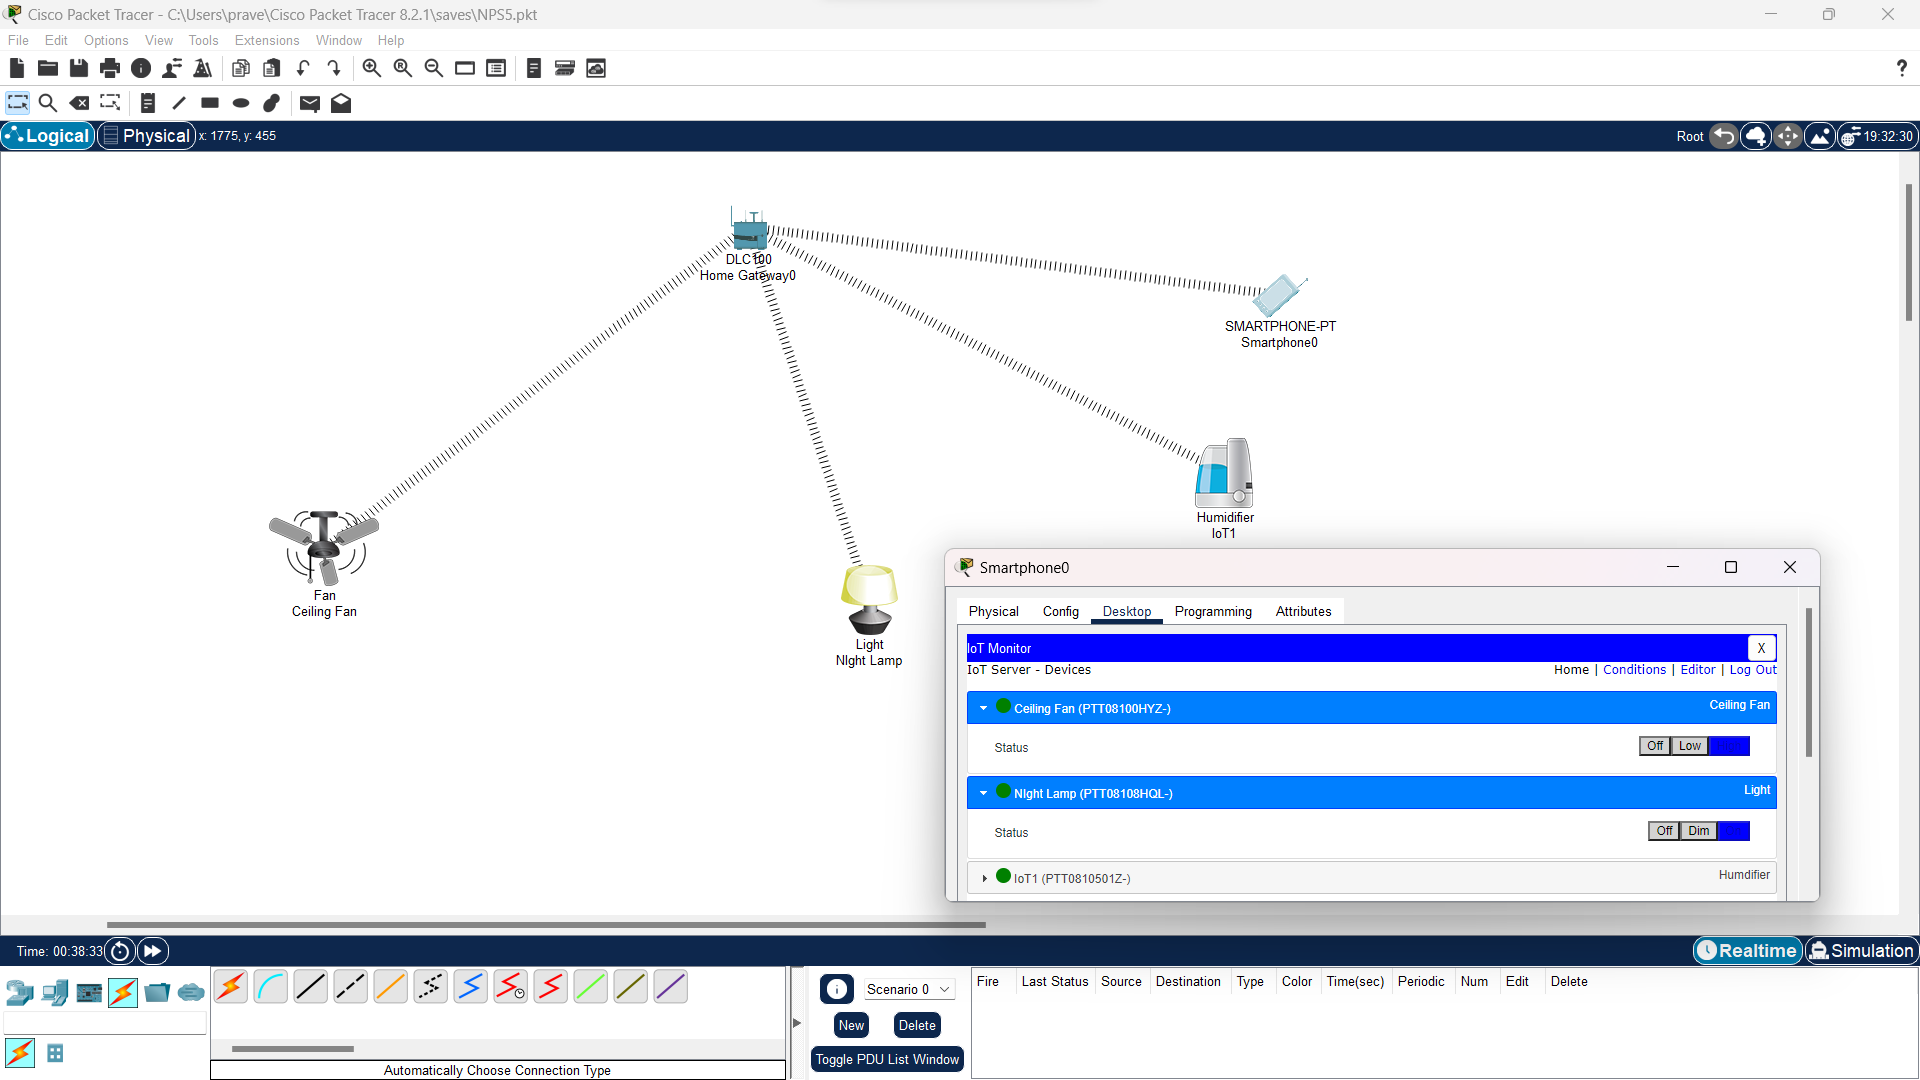 Cisco Packet Tracer - C:\Users\prave\Cisco Packet Tracer 8.2.1\saves\NPS5.pkt
File Edit Options View Tools Extensions Window Help
?
Logical Physical x: 1775, y: 455 Root 19:32:30
DLC100
Home Gateway0
SMARTPHONE-PT
Smartphone0
Humidifier
IoT1
Fan
Ceiling Fan
Light
NIght Lamp
Smartphone0
Physical Config Desktop Programming Attributes
IoT Monitor X
IoT Server - Devices Home | Conditions | Editor | Log Out
Ceiling Fan (PTT08100HYZ-) Ceiling Fan
Status Off Low
NIght Lamp (PTT08108HQL-) Light
Status Off Dim
IoT1 (PTT0810501Z-) Humdifier
Time: 00:38:33 Realtime Simulation
Scenario 0
New Delete
Toggle PDU List Window
Fire Last Status Source Destination Type Color Time(sec) Periodic Num Edit Delete
Automatically Choose Connection Type